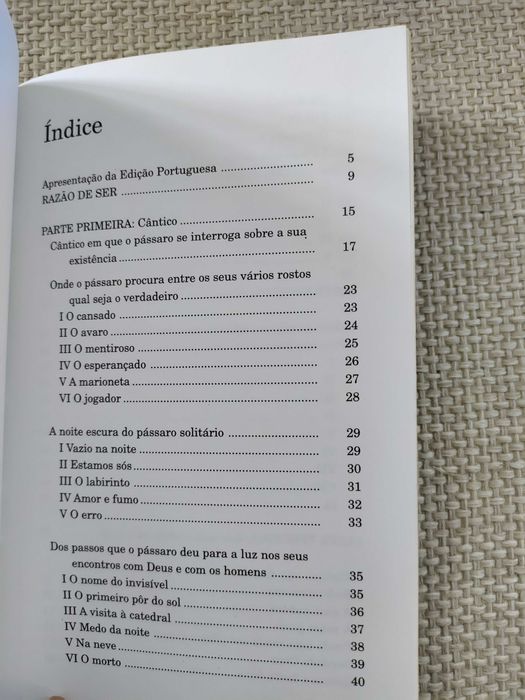 Índice
Apresentação da Edição Portuguesa ........................ 5
RAZÃO DE SER ........................ 9
PARTE PRIMEIRA: Cântico ........................ 15
Cântico em que o pássaro se interroga sobre a sua
existência ........................ 17
Onde o pássaro procura entre os seus vários rostos
qual seja o verdadeiro ........................ 23
I O cansado ........................ 23
II O avaro ........................ 24
III O mentiroso ........................ 25
IV O esperançado ........................ 26
V A marioneta ........................ 27
VI O jogador ........................ 28
A noite escura do pássaro solitário ........................ 29
I Vazio na noite ........................ 29
II Estamos sós ........................ 30
III O labirinto ........................ 31
IV Amor e fumo ........................ 32
V O erro ........................ 33
Dos passos que o pássaro deu para a luz nos seus
encontros com Deus e com os homens ............... 35
I O nome do invisível ........................ 35
II O primeiro pôr do sol ........................ 36
III A visita à catedral ........................ 37
IV Medo da noite ........................ 38
V Na neve ........................ 39
VI O morto ........................ 40